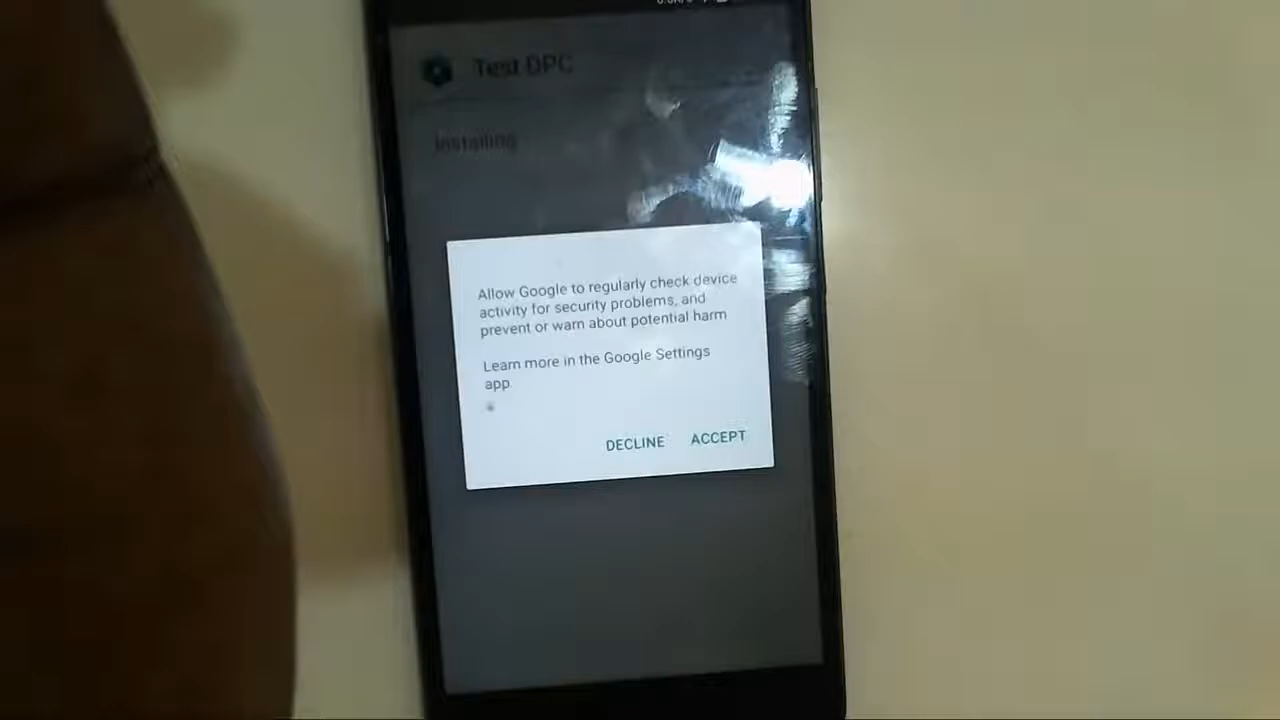 Test DPC
Installing
Allow Google to regularly check device
activity for security problems, and
prevent or warn about potential harm
Learn more in the Google Settings
app.
DECLINE ACCEPT